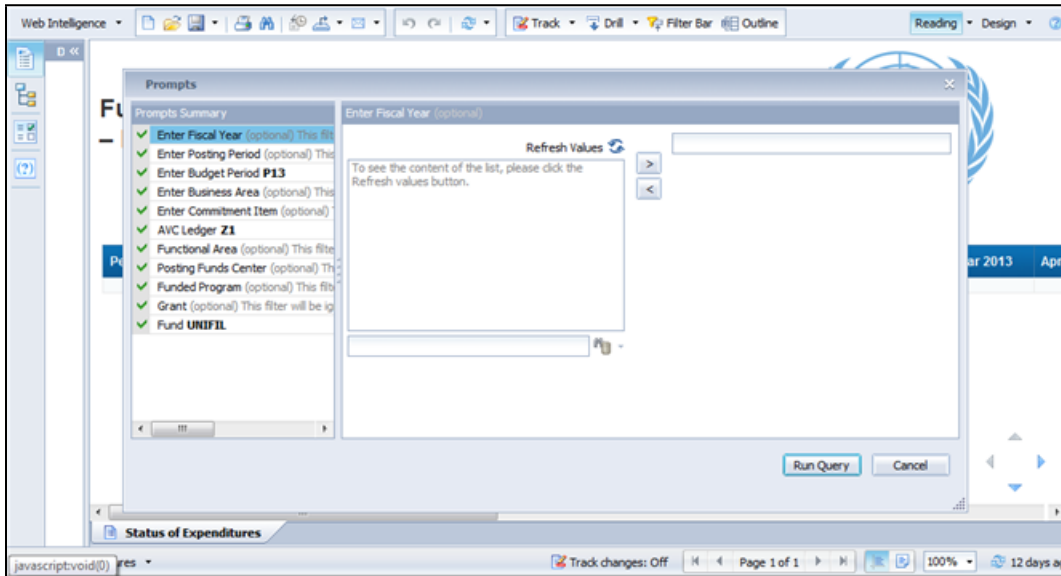 Web Intelligence
Track
Drill
Filter Bar
Outline
Reading
Design
D «
Prompts
Prompts Summary
Enter Fiscal Year (optional) This filt
Enter Posting Period (optional) This
Enter Budget Period P13
Enter Business Area (optional) This
Enter Commitment Item (optional)
AVC Ledger Z1
Functional Area (optional) This filte
Posting Funds Center (optional) Th
Funded Program (optional) This filt
Grant (optional) This filter will be ig
Fund UNIFIL
Enter Fiscal Year (optional)
Refresh Values
To see the content of the list, please click the
Refresh values button.
>
<
Fu
–
Pe
ar 2013
Apr
Run Query
Cancel
Status of Expenditures
javascript:void(0)
res
Track changes: Off
Page 1 of 1
100%
12 days a